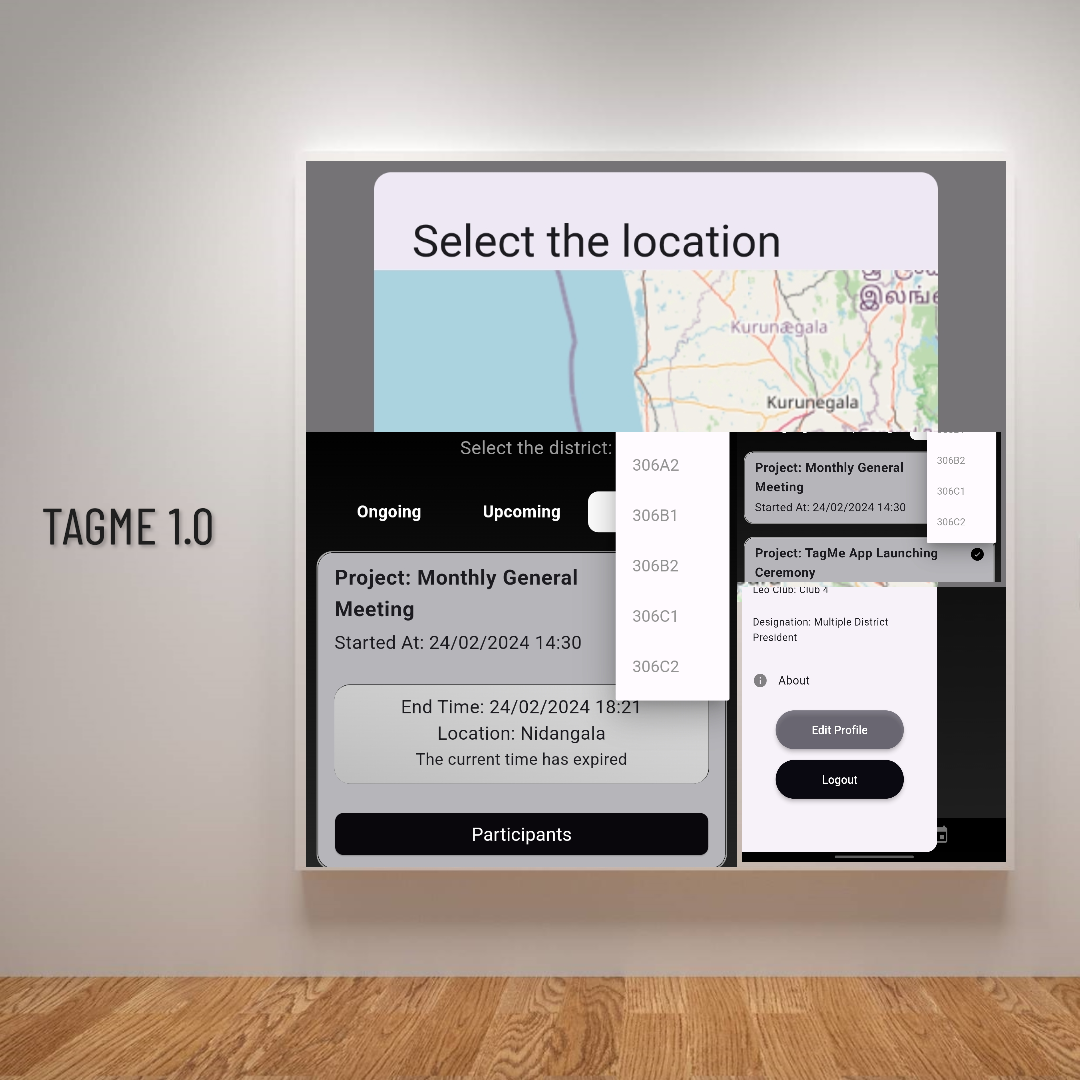 TAGME 1.0
Select the location
Kurunægala
Kurunegala
Select the district:
306A2
306B1
306B2
306C1
306C2
Ongoing
Upcoming
Project: Monthly General
Meeting
Started At: 24/02/2024 14:30
End Time: 24/02/2024 18:21
Location: Nidangala
The current time has expired
Participants
306B2
306C1
306C2
Project: Monthly General
Meeting
Started At: 24/02/2024 14:30
Project: TagMe App Launching
Ceremony
Leo Club: Club 4
Designation: Multiple District
President
About
Edit Profile
Logout